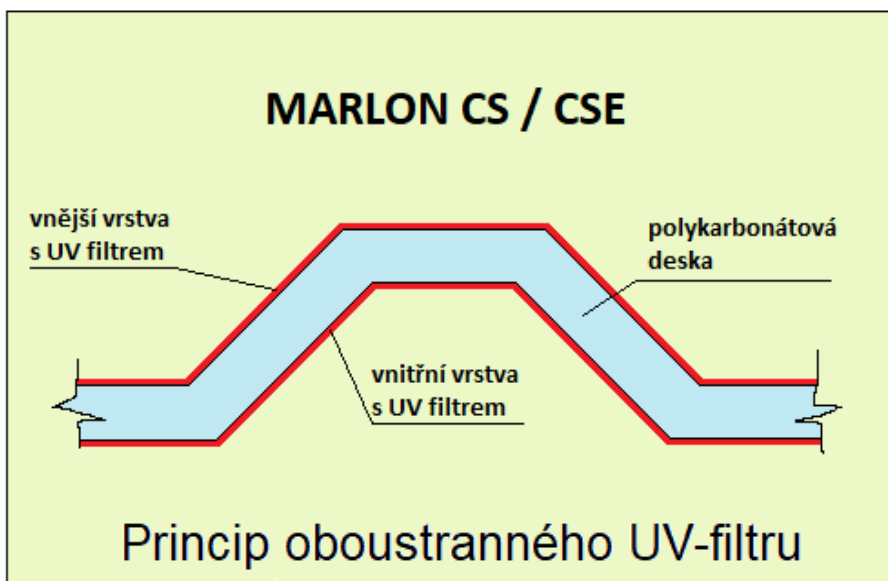 MARLON CS / CSE
vnější vrstva
s UV filtrem
polykarbonátová
deska
vnitřní vrstva
s UV filtrem
Princip oboustranného UV-filtru